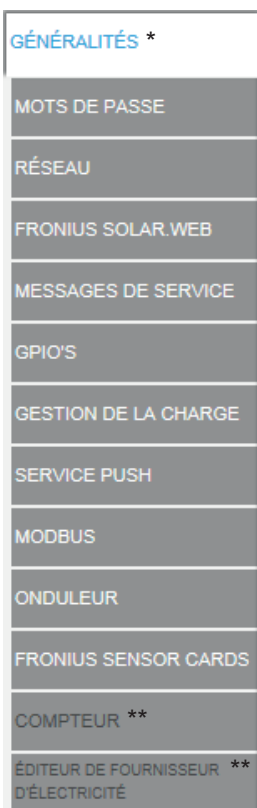 GÉNÉRALITÉS *
MOTS DE PASSE
RÉSEAU
FRONIUS SOLAR.WEB
MESSAGES DE SERVICE
GPIO'S
GESTION DE LA CHARGE
SERVICE PUSH
MODBUS
ONDULEUR
FRONIUS SENSOR CARDS
COMPTEUR **
ÉDITEUR DE FOURNISSEUR **
D'ÉLECTRICITÉ